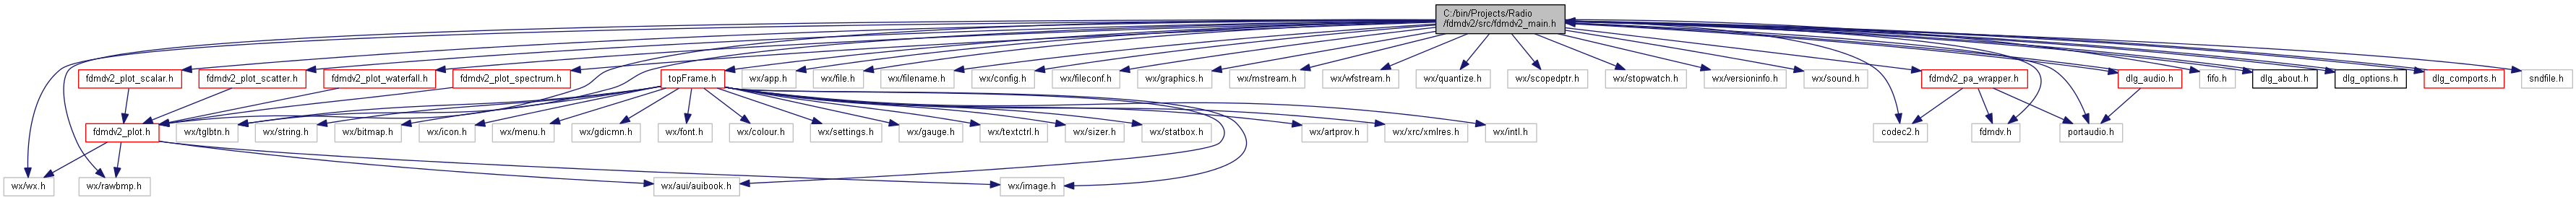 C:/bin/Projects/Radio
/fdmdv2/src/fdmdv2_main.h
fdmdv2_plot_scalar.h
fdmdv2_plot_scatter.h
fdmdv2_plot_waterfall.h
fdmdv2_plot_spectrum.h
topFrame.h
wx/app.h
wx/file.h
wx/filename.h
wx/config.h
wx/fileconf.h
wx/graphics.h
wx/mstream.h
wx/wfstream.h
wx/quantize.h
wx/scopedptr.h
wx/stopwatch.h
wx/versioninfo.h
wx/sound.h
fdmdv2_pa_wrapper.h
dlg_audio.h
fifo.h
dlg_about.h
dlg_options.h
dlg_comports.h
sndfile.h
fdmdv2_plot.h
wx/tglbtn.h
wx/string.h
wx/bitmap.h
wx/icon.h
wx/menu.h
wx/gdicmn.h
wx/font.h
wx/colour.h
wx/settings.h
wx/gauge.h
wx/textctrl.h
wx/sizer.h
wx/statbox.h
wx/artprov.h
wx/xrc/xmlres.h
wx/intl.h
codec2.h
fdmdv.h
portaudio.h
wx/wx.h
wx/rawbmp.h
wx/aui/auibook.h
wx/image.h